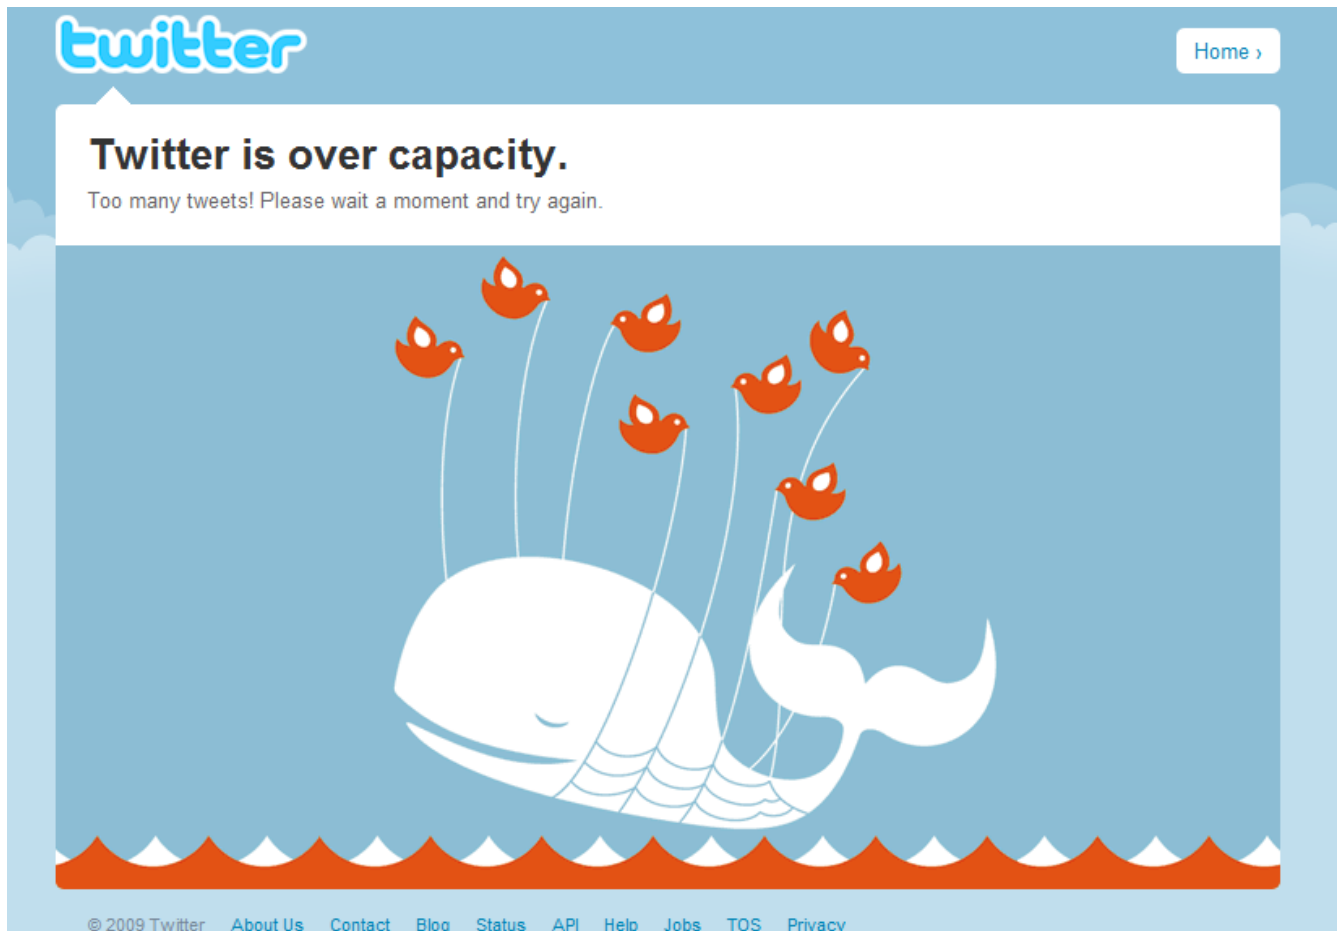 twitter
Home ›
Twitter is over capacity.
Too many tweets! Please wait a moment and try again.
© 2009 Twitter About Us Contact Blog Status API Help Jobs TOS Privacy